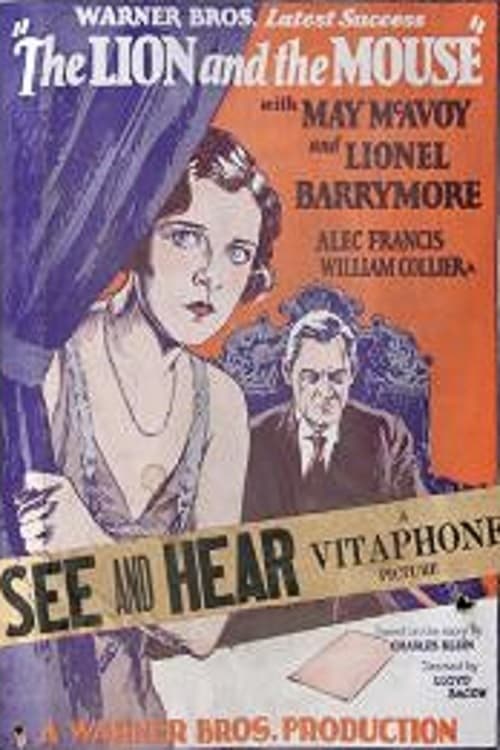 WARNER BROS. Latest Success
"The LION and the MOUSE"
with MAY McAVOY
and LIONEL
BARRYMORE
ALEC FRANCIS
WILLIAM COLLIER Jr.
SEE AND HEAR
A
VITAPHONE
PICTURE
Based on the story by
CHARLES KLEIN
Directed by
LLOYD
BACON
A WARNER BROS. PRODUCTION